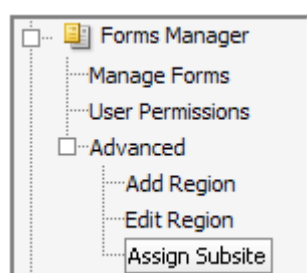 Forms Manager
Manage Forms
User Permissions
Advanced
Add Region
Edit Region
Assign Subsite